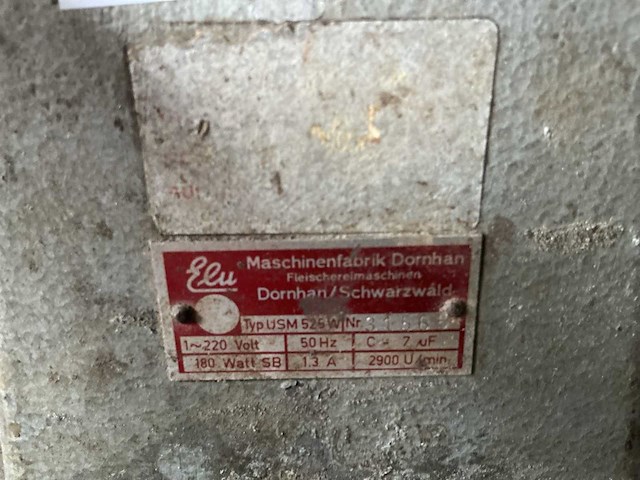 Elu
Maschinenfabrik Dornhan
Fleischereimaschinen
Dornhan/Schwarzwald
Typ USM 525 W Nr.
1~220 Volt 50 Hz C = 7 µF
180 Watt SB 1.3 A 2900 U/min.